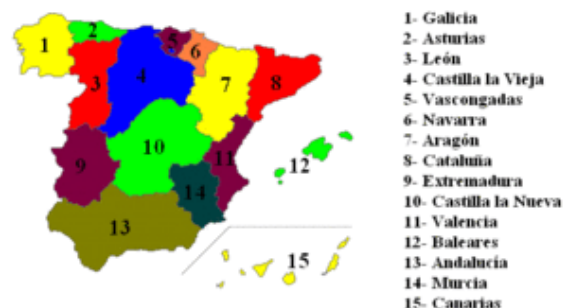 1
2
3
4
5
6
7
8
9
10
11
12
13
14
15
1- Galicia
2- Asturias
3- León
4- Castilla la Vieja
5- Vascongadas
6- Navarra
7- Aragón
8- Cataluña
9- Extremadura
10- Castilla la Nueva
11- Valencia
12- Baleares
13- Andalucía
14- Murcia
15- Canarias